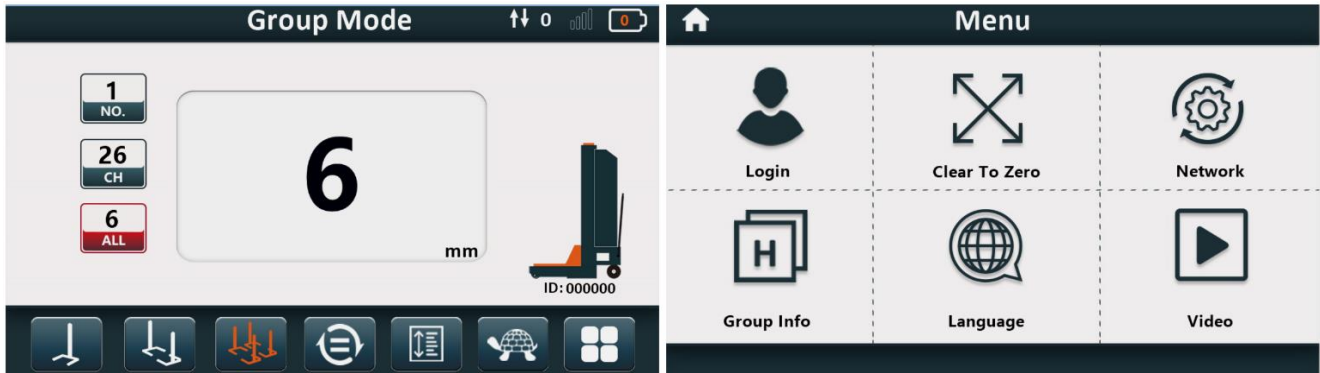 Group Mode
0
0
1
NO.
26
CH
6
ALL
6
mm
ID:000000
Menu
Login
Clear To Zero
Network
H
Group Info
Language
Video